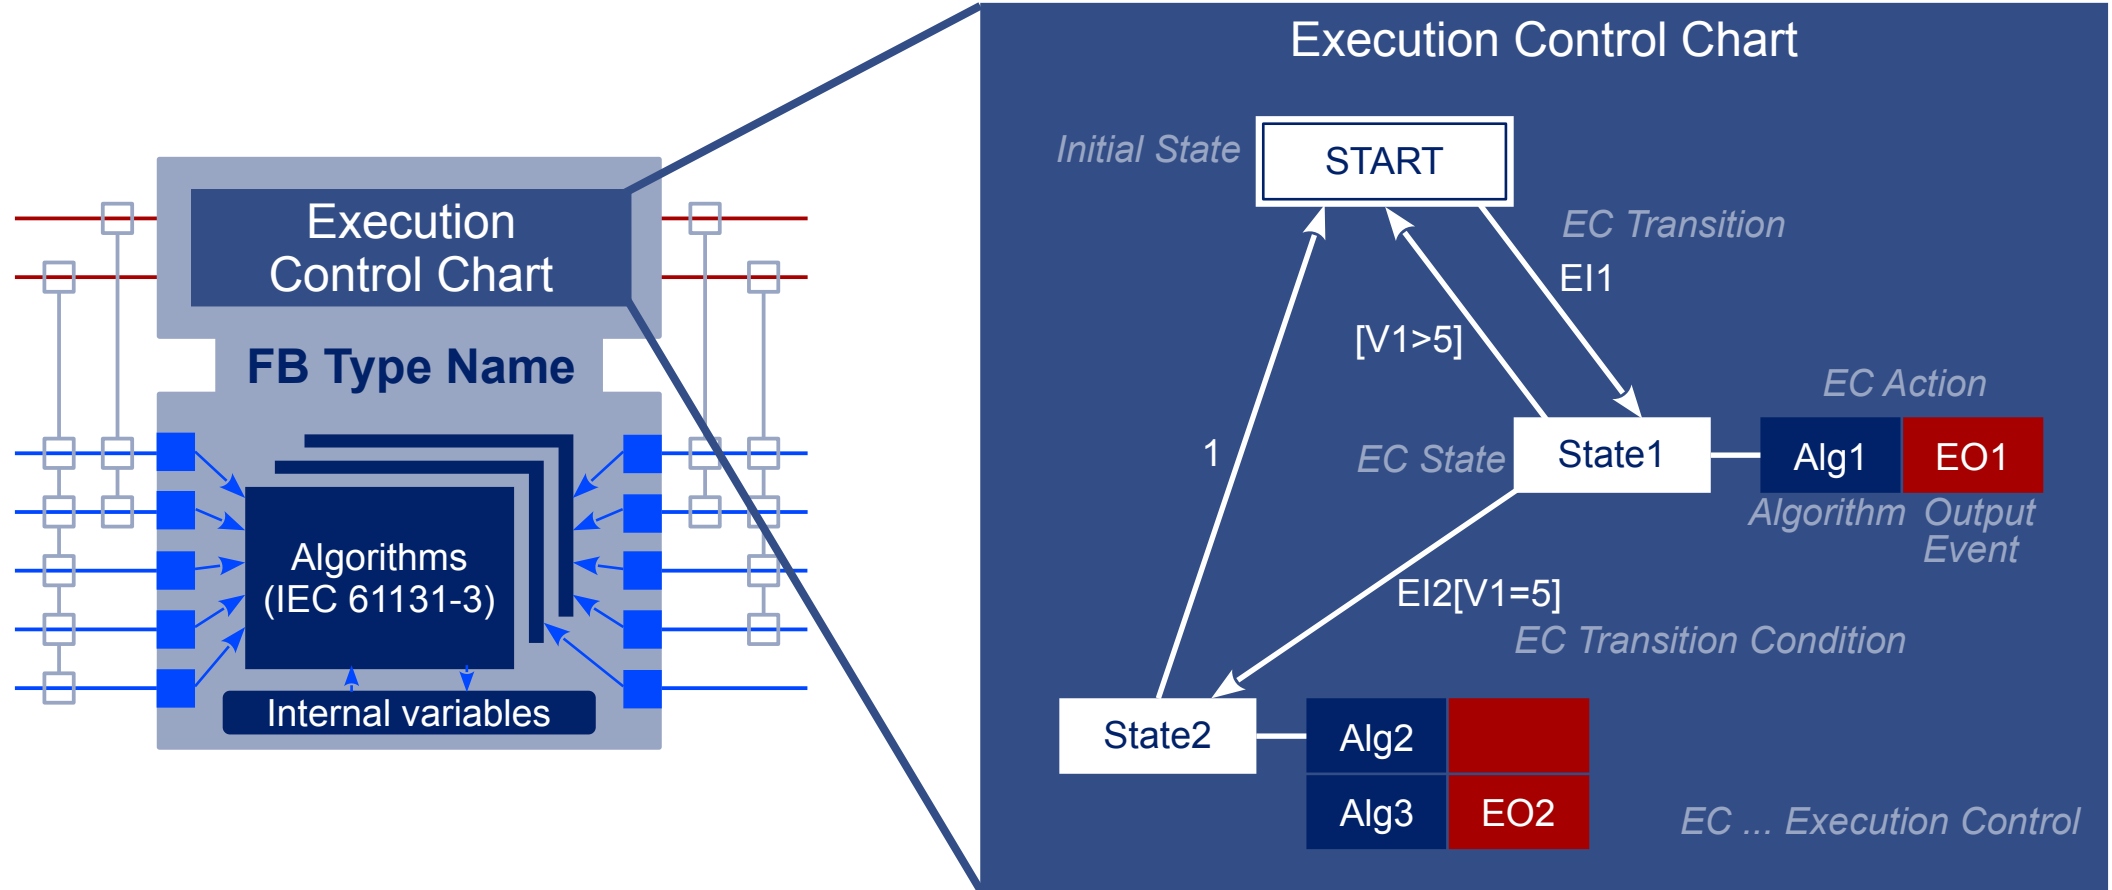 Execution
Control Chart
FB Type Name
Algorithms
(IEC 61131-3)
Internal variables
Execution Control Chart
Initial State
START
EC Transition
EI1
[V1>5]
1
EC Action
EC State
State1
Alg1
EO1
Algorithm
Output
Event
EI2[V1=5]
EC Transition Condition
State2
Alg2
Alg3
EO2
EC ... Execution Control